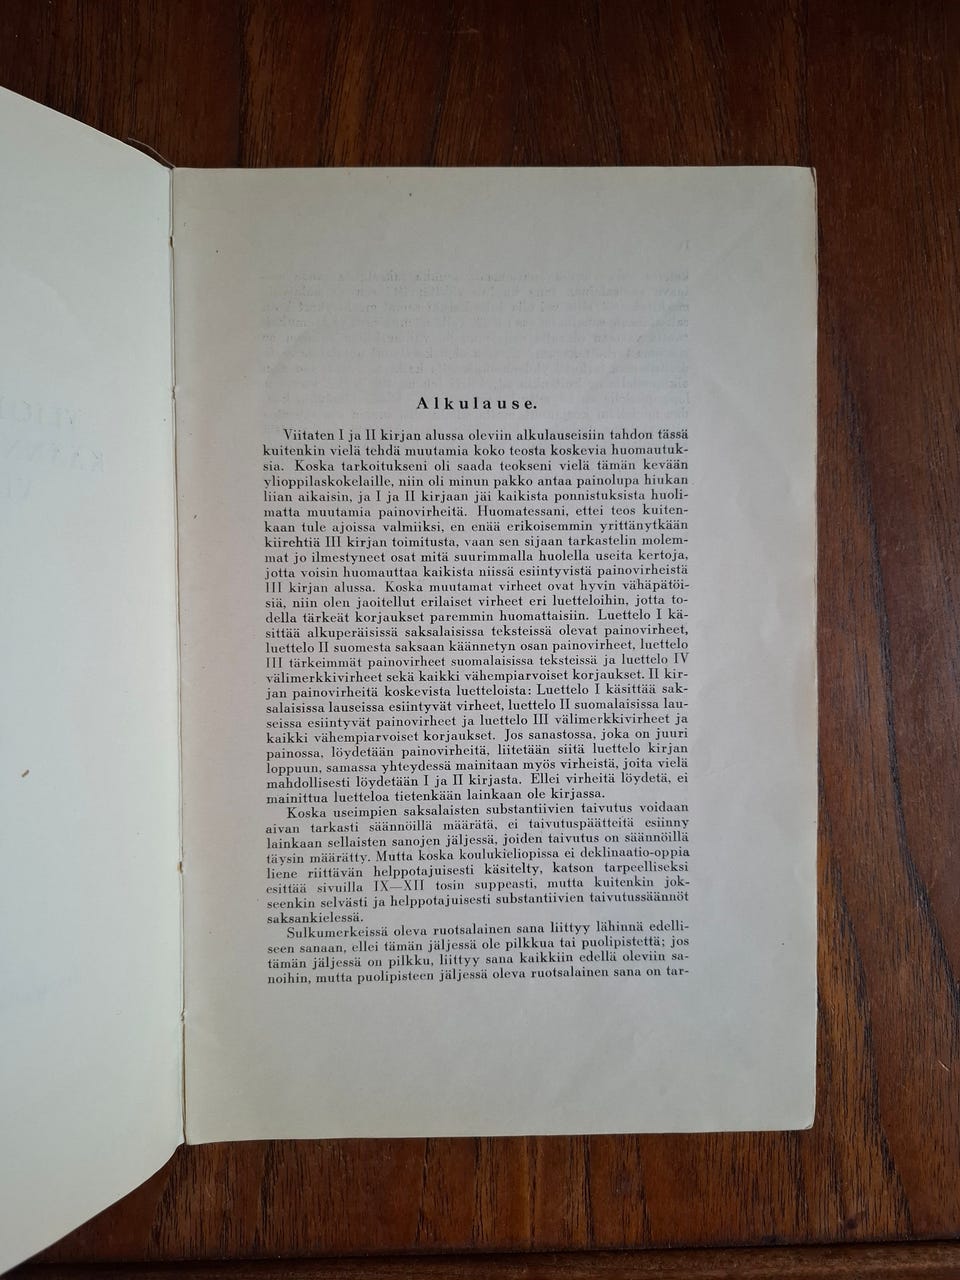 Alkulause.
Viitaten I ja II kirjan alussa oleviin alkulauseisiin tahdon tässä
kuitenkin vielä tehdä muutamia koko teosta koskevia huomautuk-
sia. Koska tarkoitukseni oli saada teokseni vielä tämän kevään
ylioppilaskokelaille, niin oli minun pakko antaa painolupa hiukan
liian aikaisin, ja I ja II kirjaan jäi kaikista ponnistuksista huoli-
matta muutamia painovirheitä. Huomatessani, ettei teos kuiten-
kaan tule ajoissa valmiiksi, en enää erikoisemmin yrittänytkään
kiirehtiä III kirjan toimitusta, vaan sen sijaan tarkastelin molem-
mat jo ilmestyneet osat mitä suurimmalla huolella useita kertoja,
jotta voisin huomauttaa kaikista niissä esiintyvistä painovirheistä
III kirjan alussa. Koska muutamat virheet ovat hyvin vähäpätöi-
siä, niin olen jaoitellut erilaiset virheet eri luetteloihin, jotta to-
della tärkeät korjaukset paremmin huomattaisiin. Luettelo I kä-
sittää alkuperäisissä saksalaisissa teksteissä olevat painovirheet,
luettelo II suomesta saksaan käännetyn osan painovirheet, luettelo
III tärkeimmät painovirheet suomalaisissa teksteissä ja luettelo IV
välimerkkivirheet sekä kaikki vähempiarvoiset korjaukset. II kir-
jan painovirheitä koskevista luetteloista: Luettelo I käsittää sak-
salaisissa lauseissa esiintyvät virheet, luettelo II suomalaisissa lau-
seissa esiintyvät painovirheet ja luettelo III välimerkkivirheet ja
kaikki vähempiarvoiset korjaukset. Jos sanastossa, joka on juuri
painossa, löydetään painovirheitä, liitetään siitä luettelo kirjan
loppuun, samassa yhteydessä mainitaan myös virheistä, joita vielä
mahdollisesti löydetään I ja II kirjasta. Ellei virheitä löydetä, ei
mainittua luetteloa tietenkään lainkaan ole kirjassa.
Koska useimpien saksalaisten substantiivien taivutus voidaan
aivan tarkasti säännöillä määrätä, ei taivutuspäätteitä esiinny
lainkaan sellaisten sanojen jäljessä, joiden taivutus on säännöillä
täysin määrätty. Mutta koska koulukieliopissa ei deklinaatio-oppia
liene riittävän helppotajuisesti käsitelty, katson tarpeelliseksi
esittää sivuilla IX—XII tosin suppeasti, mutta kuitenkin jok-
seenkin selvästi ja helppotajuisesti substantiivien taivutussäännöt
saksankielessä.
Sulkumerkeissä oleva ruotsalainen sana liittyy lähinnä edelli-
seen sanaan, ellei tämän jäljessä ole pilkkua tai puolipistettä; jos
tämän jäljessä on pilkku, liittyy sana kaikkiin edellä oleviin sa-
noihin, mutta puolipisteen jäljessä oleva ruotsalainen sana on tar-